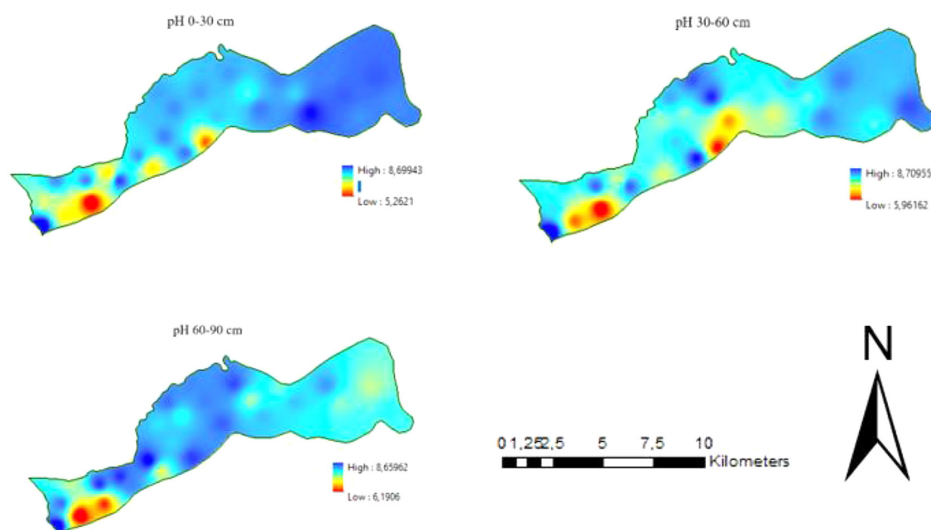 pH 0-30 cm
High : 8,69943
Low : 5,2621
pH 30-60 cm
High : 8,70955
Low : 5,96162
pH 60-90 cm
High : 8,65962
Low : 6,1906
N
0 1,252,5 5 7,5 10
Kilometers